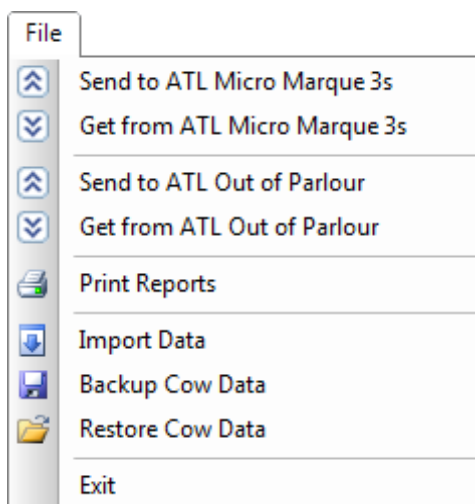 File
Send to ATL Micro Marque 3s
Get from ATL Micro Marque 3s
Send to ATL Out of Parlour
Get from ATL Out of Parlour
Print Reports
Import Data
Backup Cow Data
Restore Cow Data
Exit